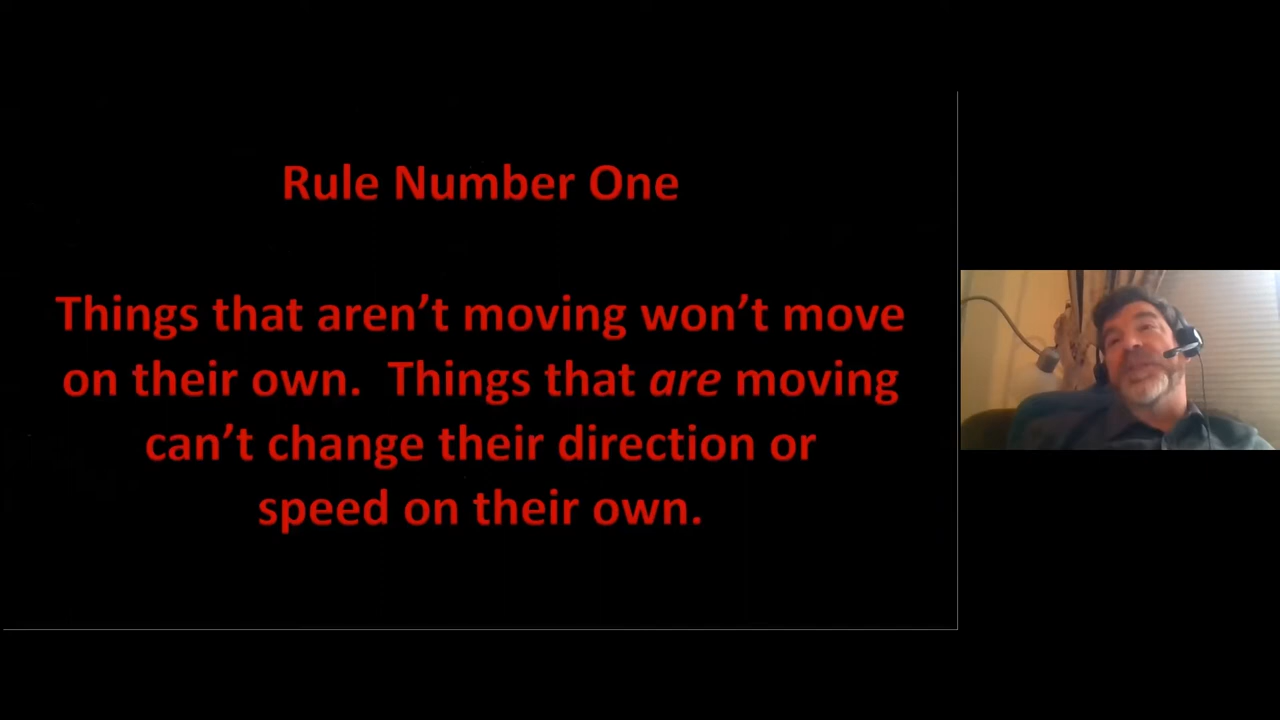 Rule Number One
Things that aren’t moving won’t move
on their own.  Things that are moving
can’t change their direction or
speed on their own.